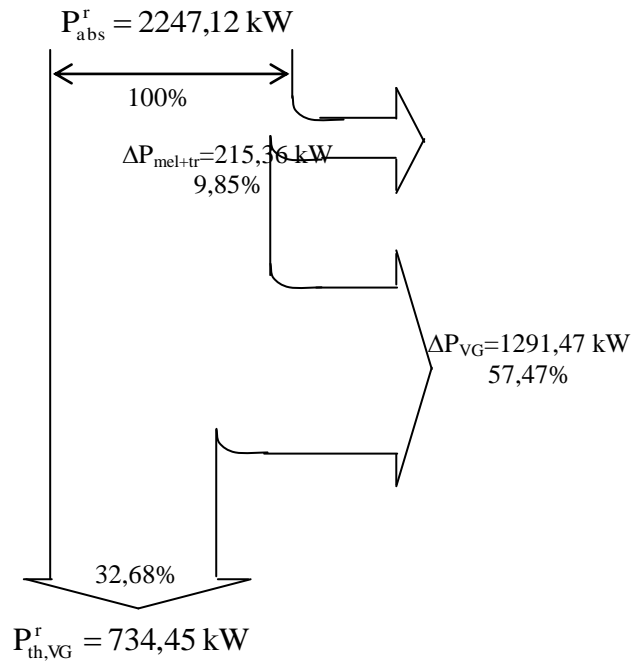 P^r_abs = 2247,12 kW
100%
ΔP_mel+tr=215,36 kW
9,85%
ΔP_VG=1291,47 kW
57,47%
32,68%
P^r_th,VG = 734,45 kW